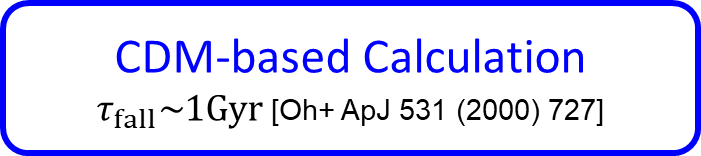 CDM-based Calculation
τfall~1Gyr [Oh+ ApJ 531 (2000) 727]